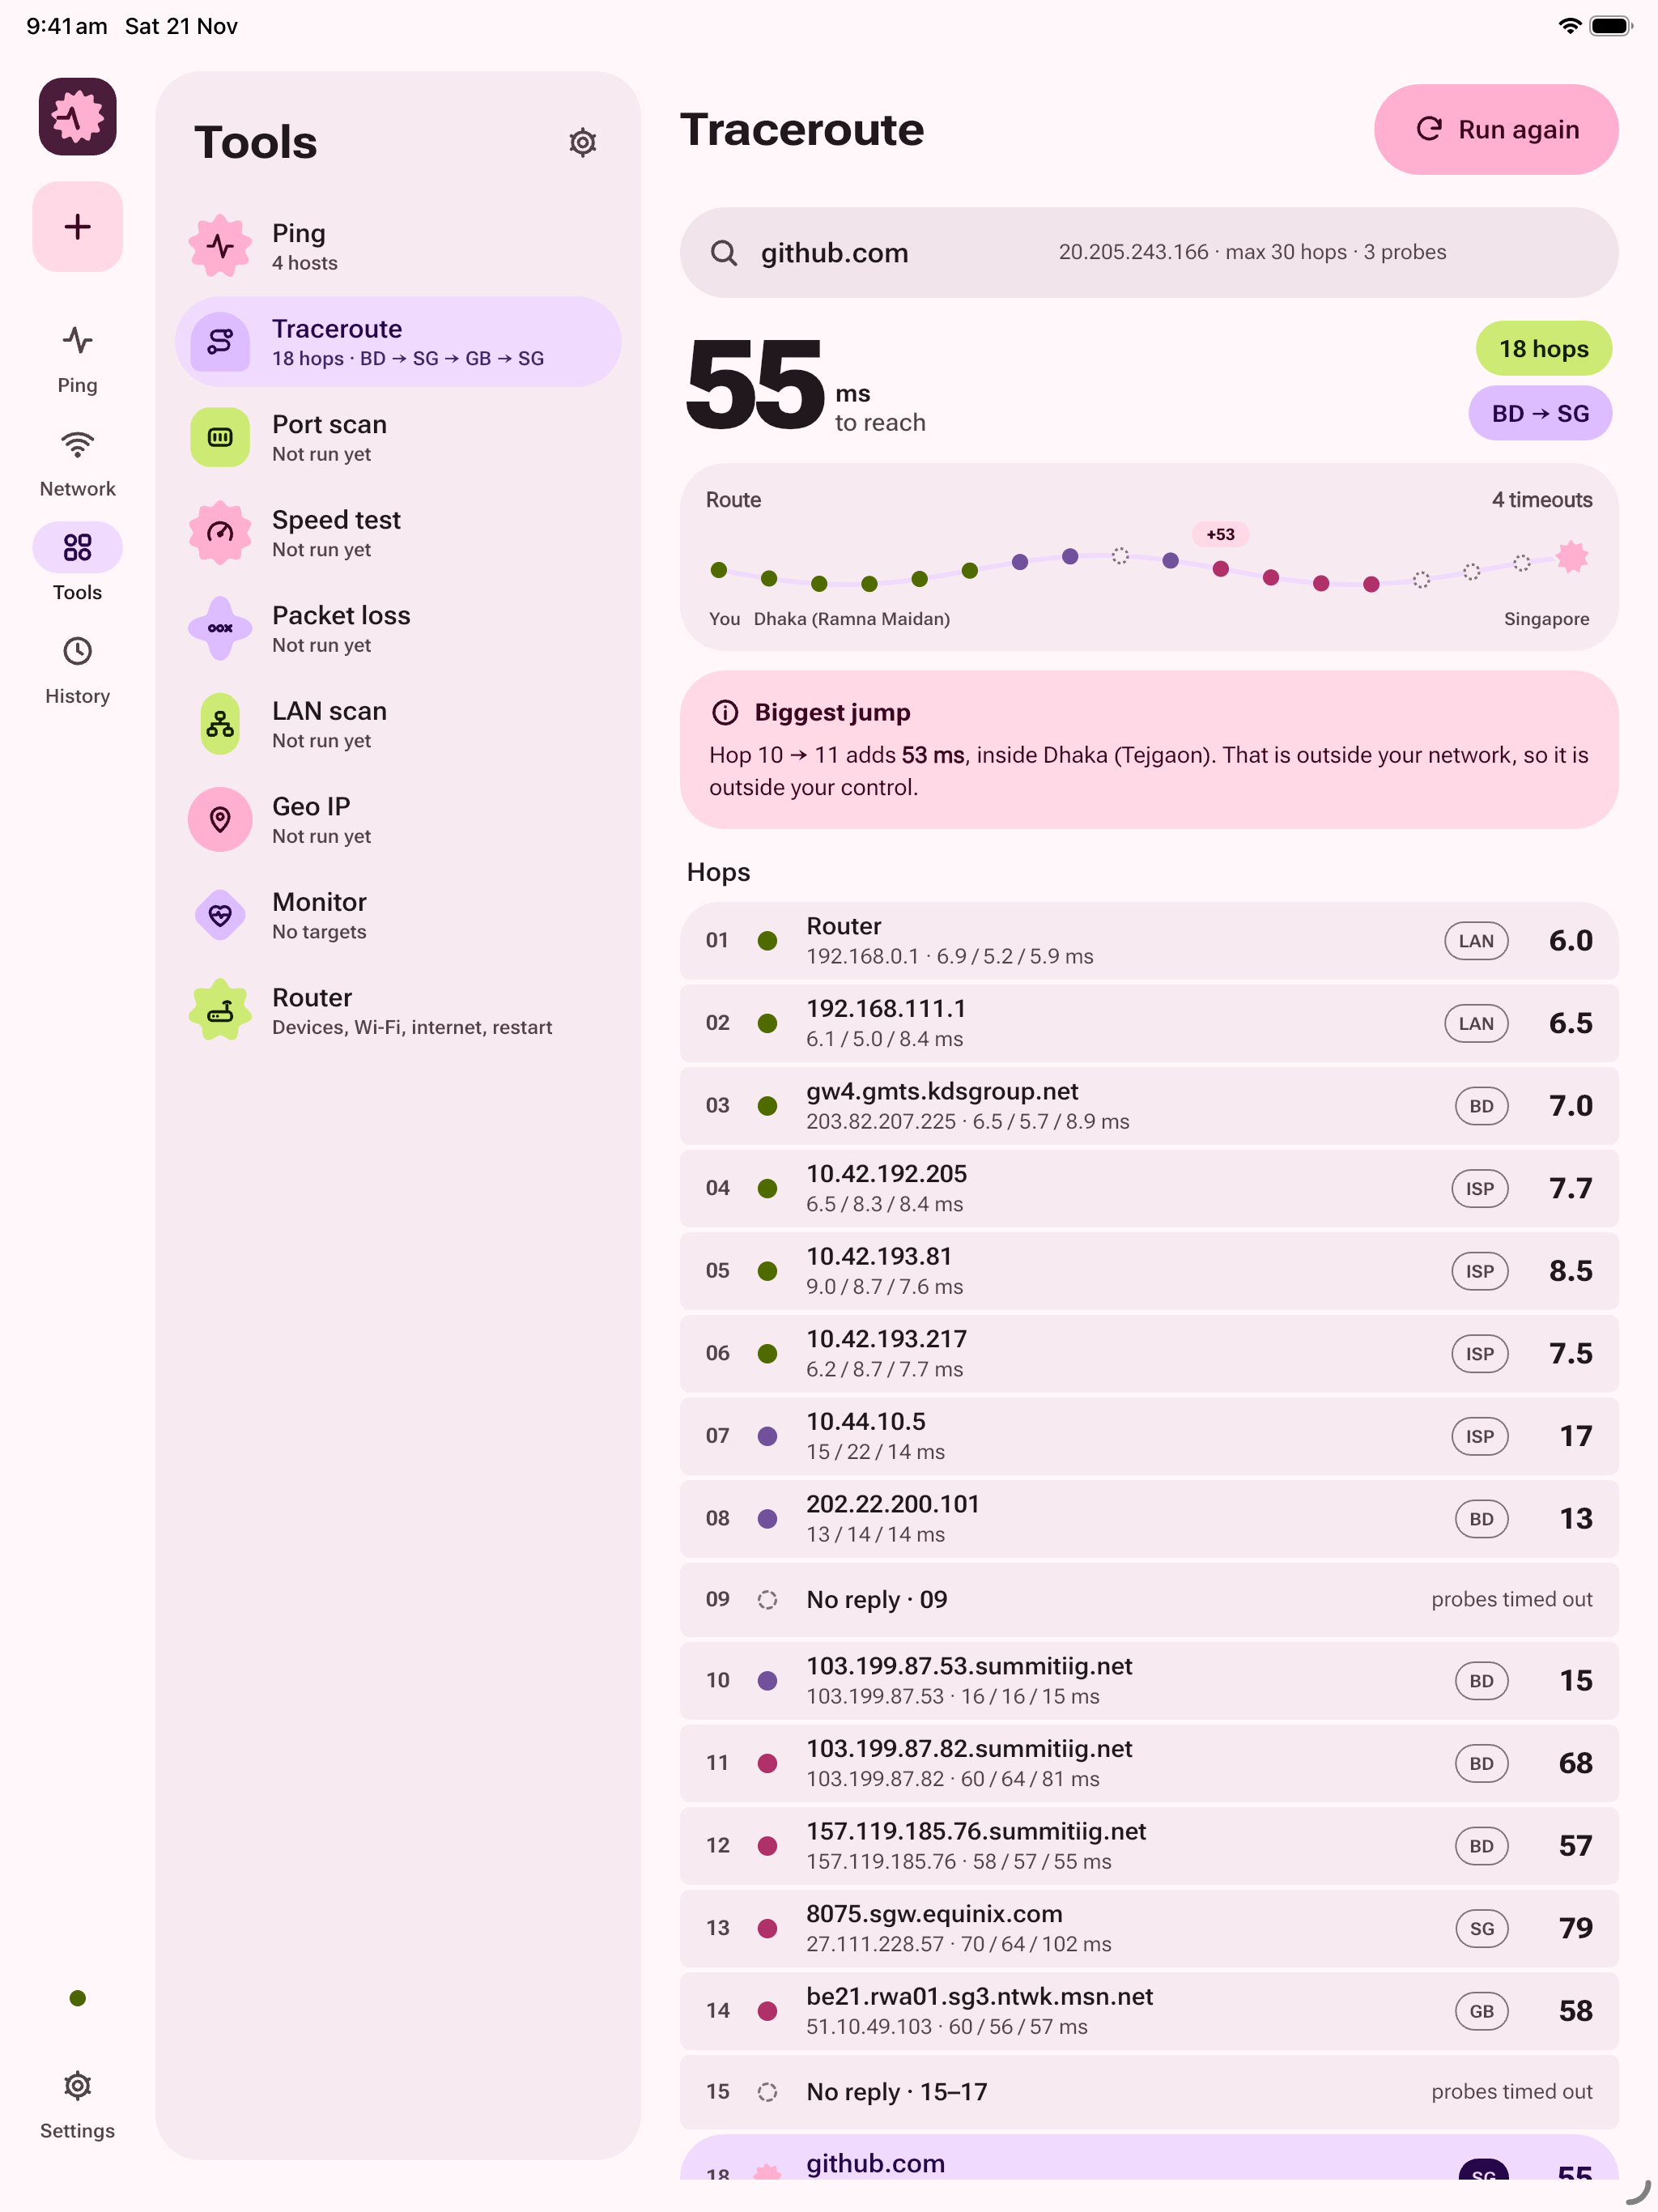 9:41 am Sat 21 Nov
Ping
Network
Tools
History
Settings
Tools
Ping
4 hosts
Traceroute
18 hops · BD → SG → GB → SG
Port scan
Not run yet
Speed test
Not run yet
Packet loss
Not run yet
LAN scan
Not run yet
Geo IP
Not run yet
Monitor
No targets
Router
Devices, Wi-Fi, internet, restart
Traceroute
Run again
github.com 20.205.243.166 · max 30 hops · 3 probes
55 ms
to reach
18 hops
BD → SG
Route 4 timeouts
+53
You Dhaka (Ramna Maidan) Singapore
Biggest jump
Hop 10 → 11 adds 53 ms, inside Dhaka (Tejgaon). That is outside your network, so it is
outside your control.
Hops
01 Router LAN 6.0
192.168.0.1 · 6.9 / 5.2 / 5.9 ms
02 192.168.111.1 LAN 6.5
6.1 / 5.0 / 8.4 ms
03 gw4.gmts.kdsgroup.net BD 7.0
203.82.207.225 · 6.5 / 5.7 / 8.9 ms
04 10.42.192.205 ISP 7.7
6.5 / 8.3 / 8.4 ms
05 10.42.193.81 ISP 8.5
9.0 / 8.7 / 7.6 ms
06 10.42.193.217 ISP 7.5
6.2 / 8.7 / 7.7 ms
07 10.44.10.5 ISP 17
15 / 22 / 14 ms
08 202.22.200.101 BD 13
13 / 14 / 14 ms
09 No reply · 09 probes timed out
10 103.199.87.53.summitiig.net BD 15
103.199.87.53 · 16 / 16 / 15 ms
11 103.199.87.82.summitiig.net BD 68
103.199.87.82 · 60 / 64 / 81 ms
12 157.119.185.76.summitiig.net BD 57
157.119.185.76 · 58 / 57 / 55 ms
13 8075.sgw.equinix.com SG 79
27.111.228.57 · 70 / 64 / 102 ms
14 be21.rwa01.sg3.ntwk.msn.net GB 58
51.10.49.103 · 60 / 56 / 57 ms
15 No reply · 15–17 probes timed out
18 github.com SG 55